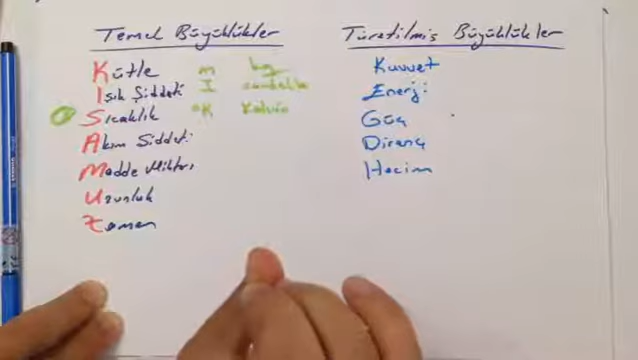 Temel Büyüklükler
Kütle m kg
Işık Şiddeti I candela
Sıcaklık °K Kelvin
Akım Şiddeti
Madde Miktarı
Uzunluk
Zaman
Türetilmiş Büyüklükler
Kuvvet
Enerji
Güç
Direnç
Hacim